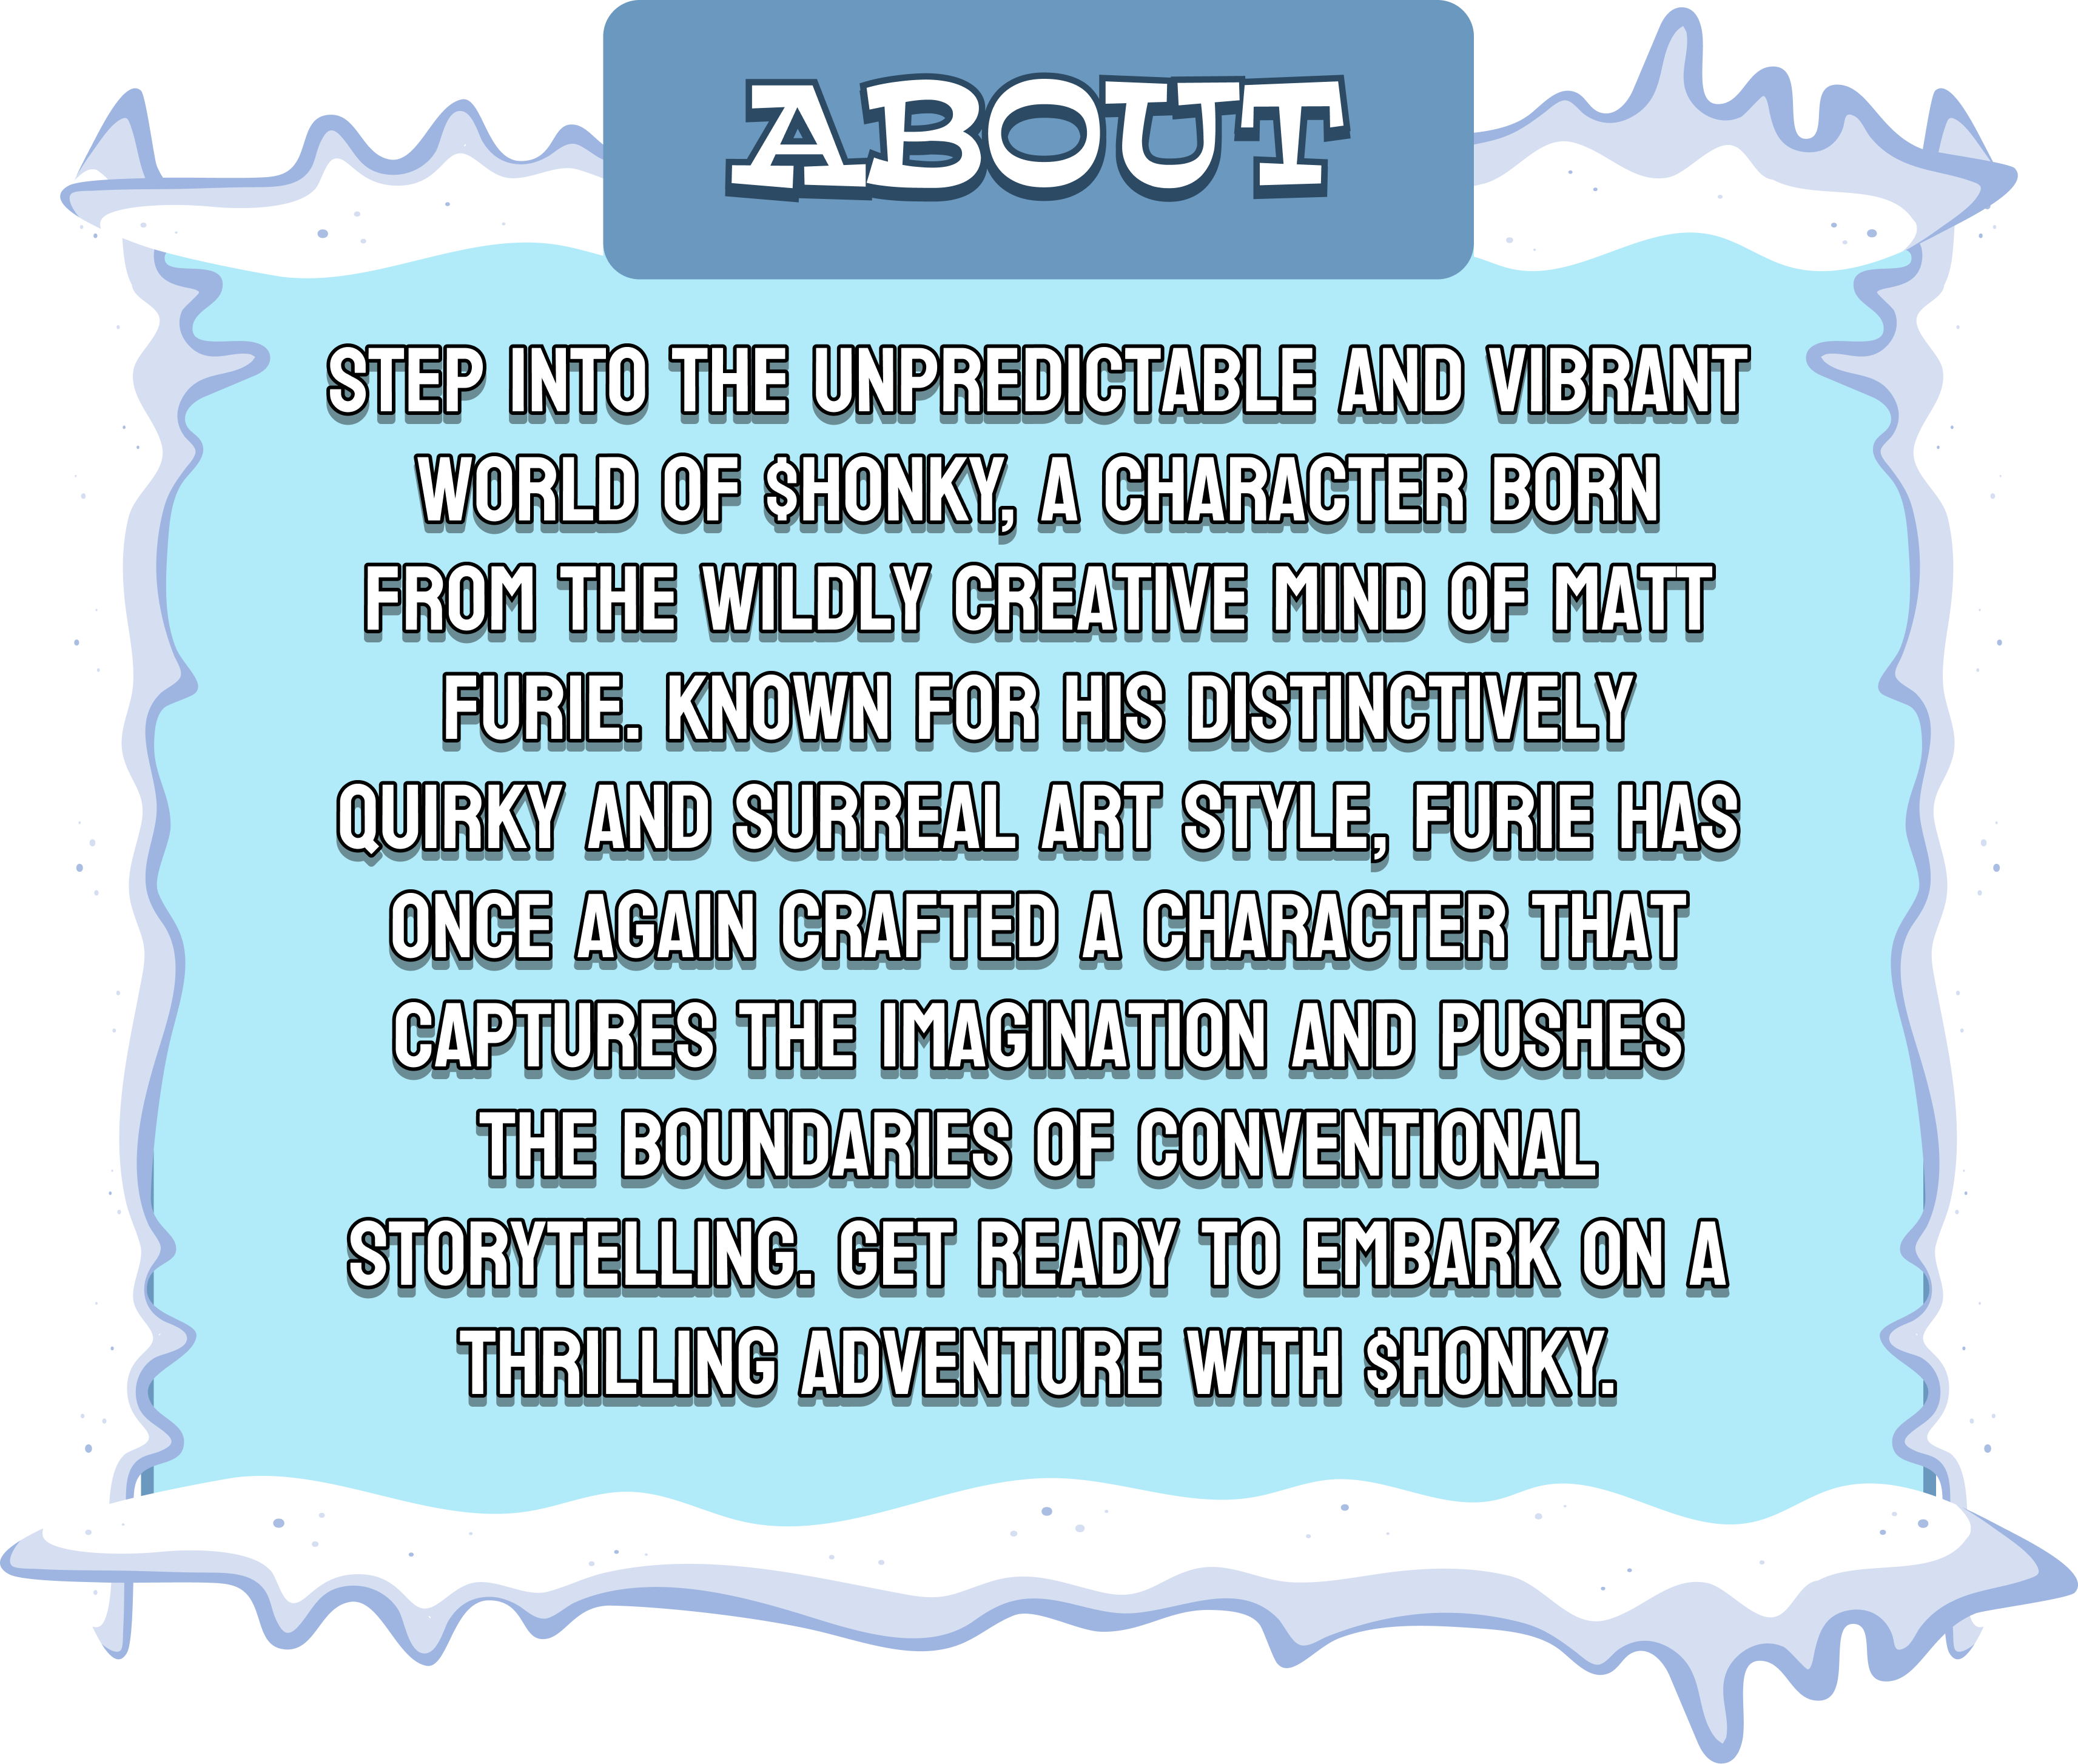 ABOUT
STEP INTO THE UNPREDICTABLE AND VIBRANT
WORLD OF $HONKY, A CHARACTER BORN
FROM THE WILDLY CREATIVE MIND OF MATT
FURIE. KNOWN FOR HIS DISTINCTIVELY
QUIRKY AND SURREAL ART STYLE, FURIE HAS
ONCE AGAIN CRAFTED A CHARACTER THAT
CAPTURES THE IMAGINATION AND PUSHES
THE BOUNDARIES OF CONVENTIONAL
STORYTELLING. GET READY TO EMBARK ON A
THRILLING ADVENTURE WITH $HONKY.